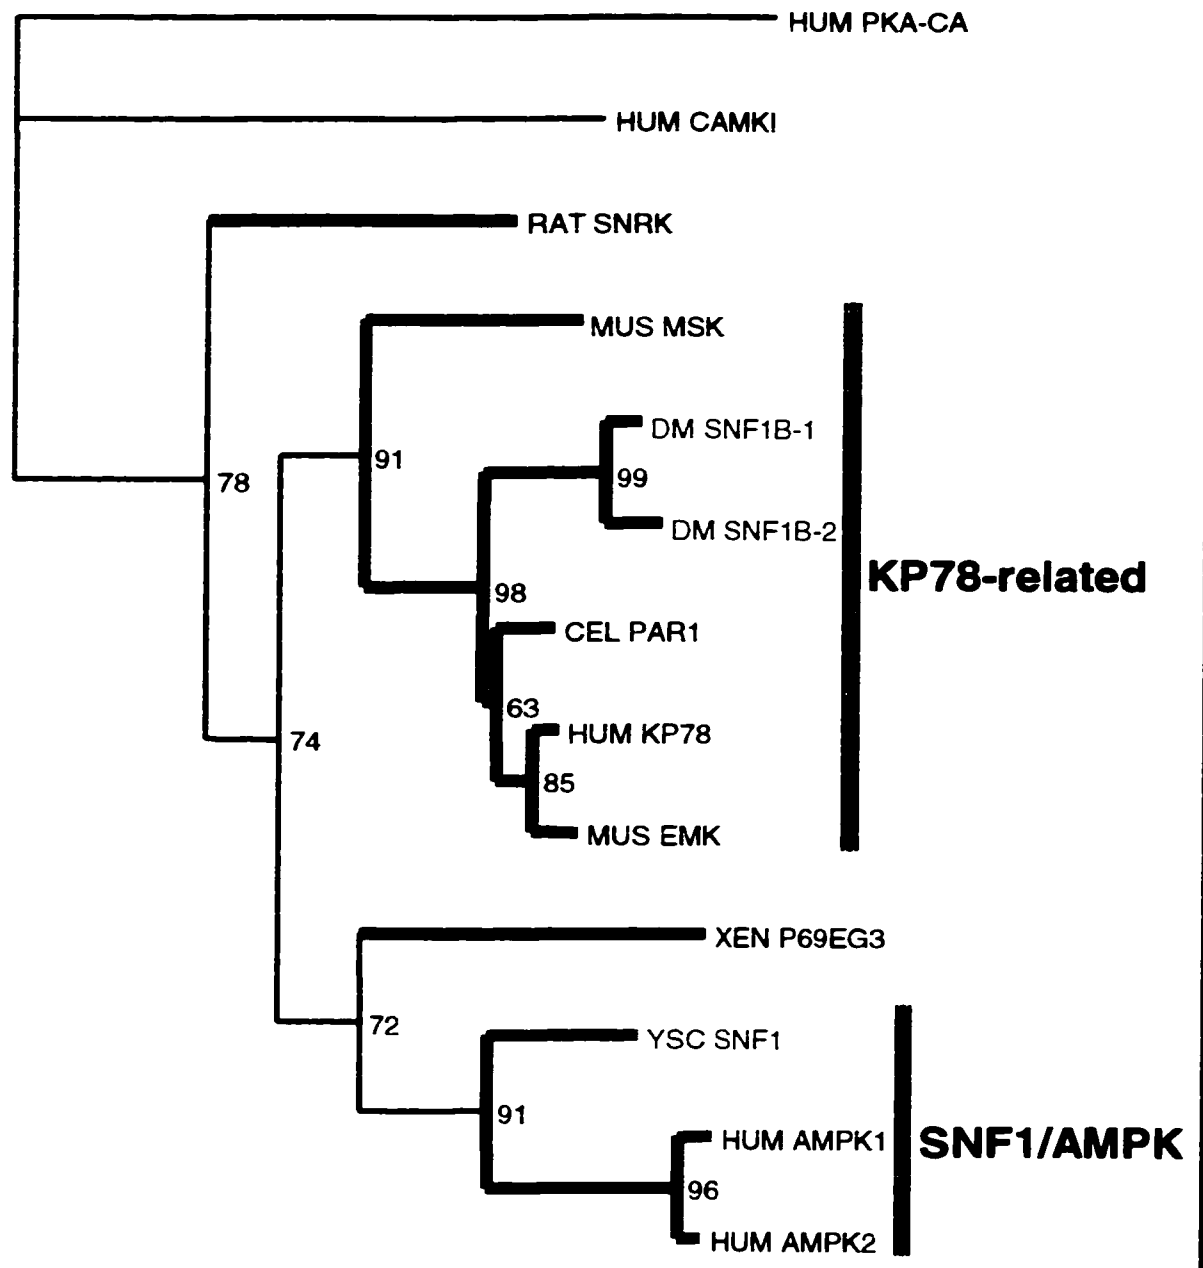 HUM PKA-CA
HUM CAMKI
RAT SNRK
MUS MSK
DM SNF1B-1
91
78
99
DM SNF1B-2
KP78-related
98
CEL PAR1
63
HUM KP78
74
85
MUS EMK
XEN P69EG3
72
YSC SNF1
91
HUM AMPK1
SNF1/AMPK
96
HUM AMPK2